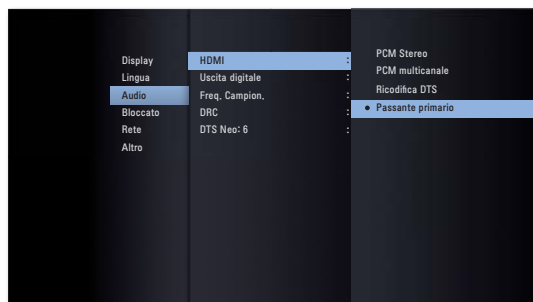 Display
Lingua
Audio
Bloccato
Rete
Altro
HDMI :
Uscita digitale :
Freq. Campion. :
DRC :
DTS Neo: 6 :
PCM Stereo
PCM multicanale
Ricodifica DTS
● Passante primario